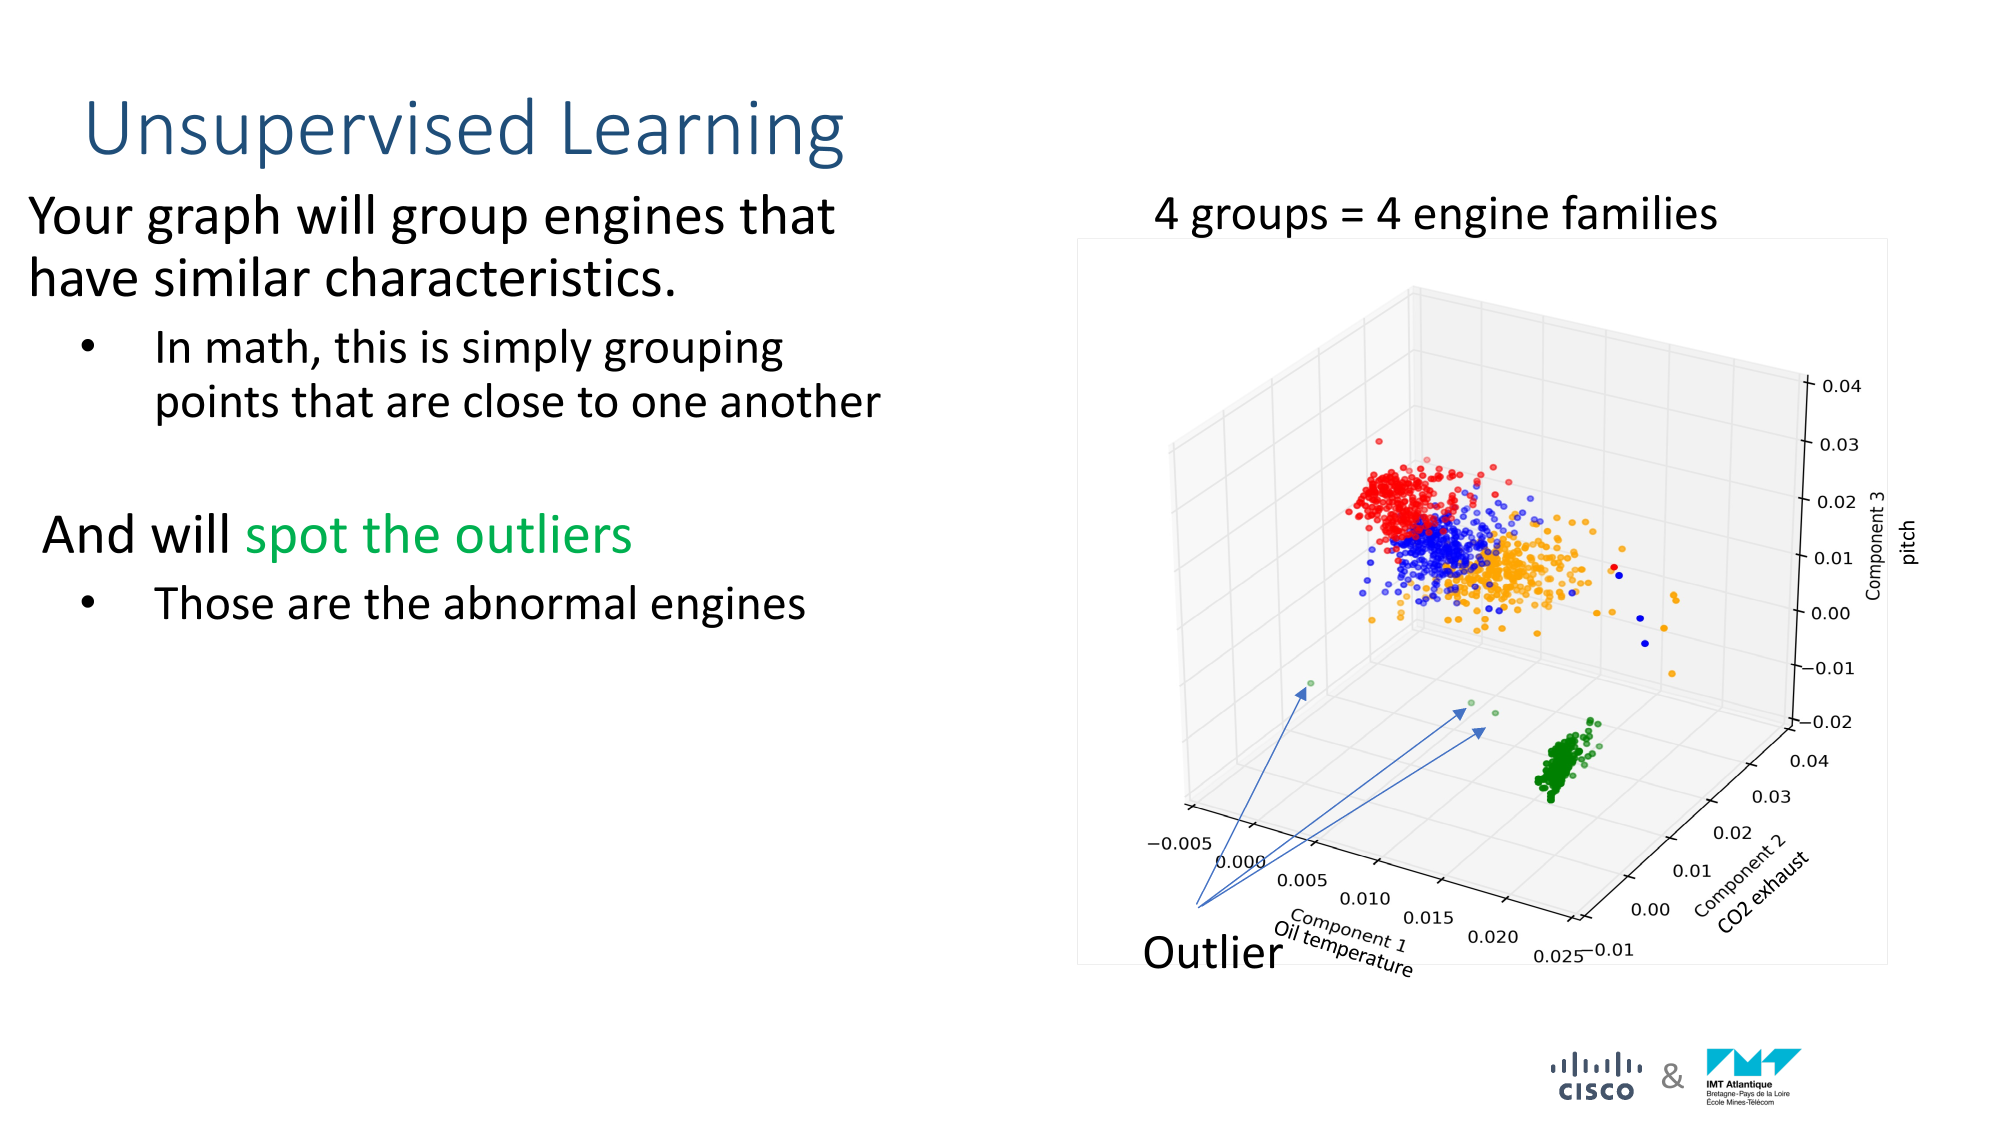 Unsupervised Learning
Your graph will group engines that
have similar characteristics.
• In math, this is simply grouping
points that are close to one another
And will spot the outliers
• Those are the abnormal engines
4 groups = 4 engine families
0.04
0.03
0.02
0.01
0.00
−0.01
−0.02
Component 3
pitch
0.04
0.03
0.02
0.01
0.00
−0.01
Component 2
CO2 exhaust
−0.005
0.000
0.005
0.010
0.015
0.020
0.025
Component 1
Oil temperature
Outlier
CISCO
&
IMT Atlantique
Bretagne-Pays de la Loire
École Mines-Télécom